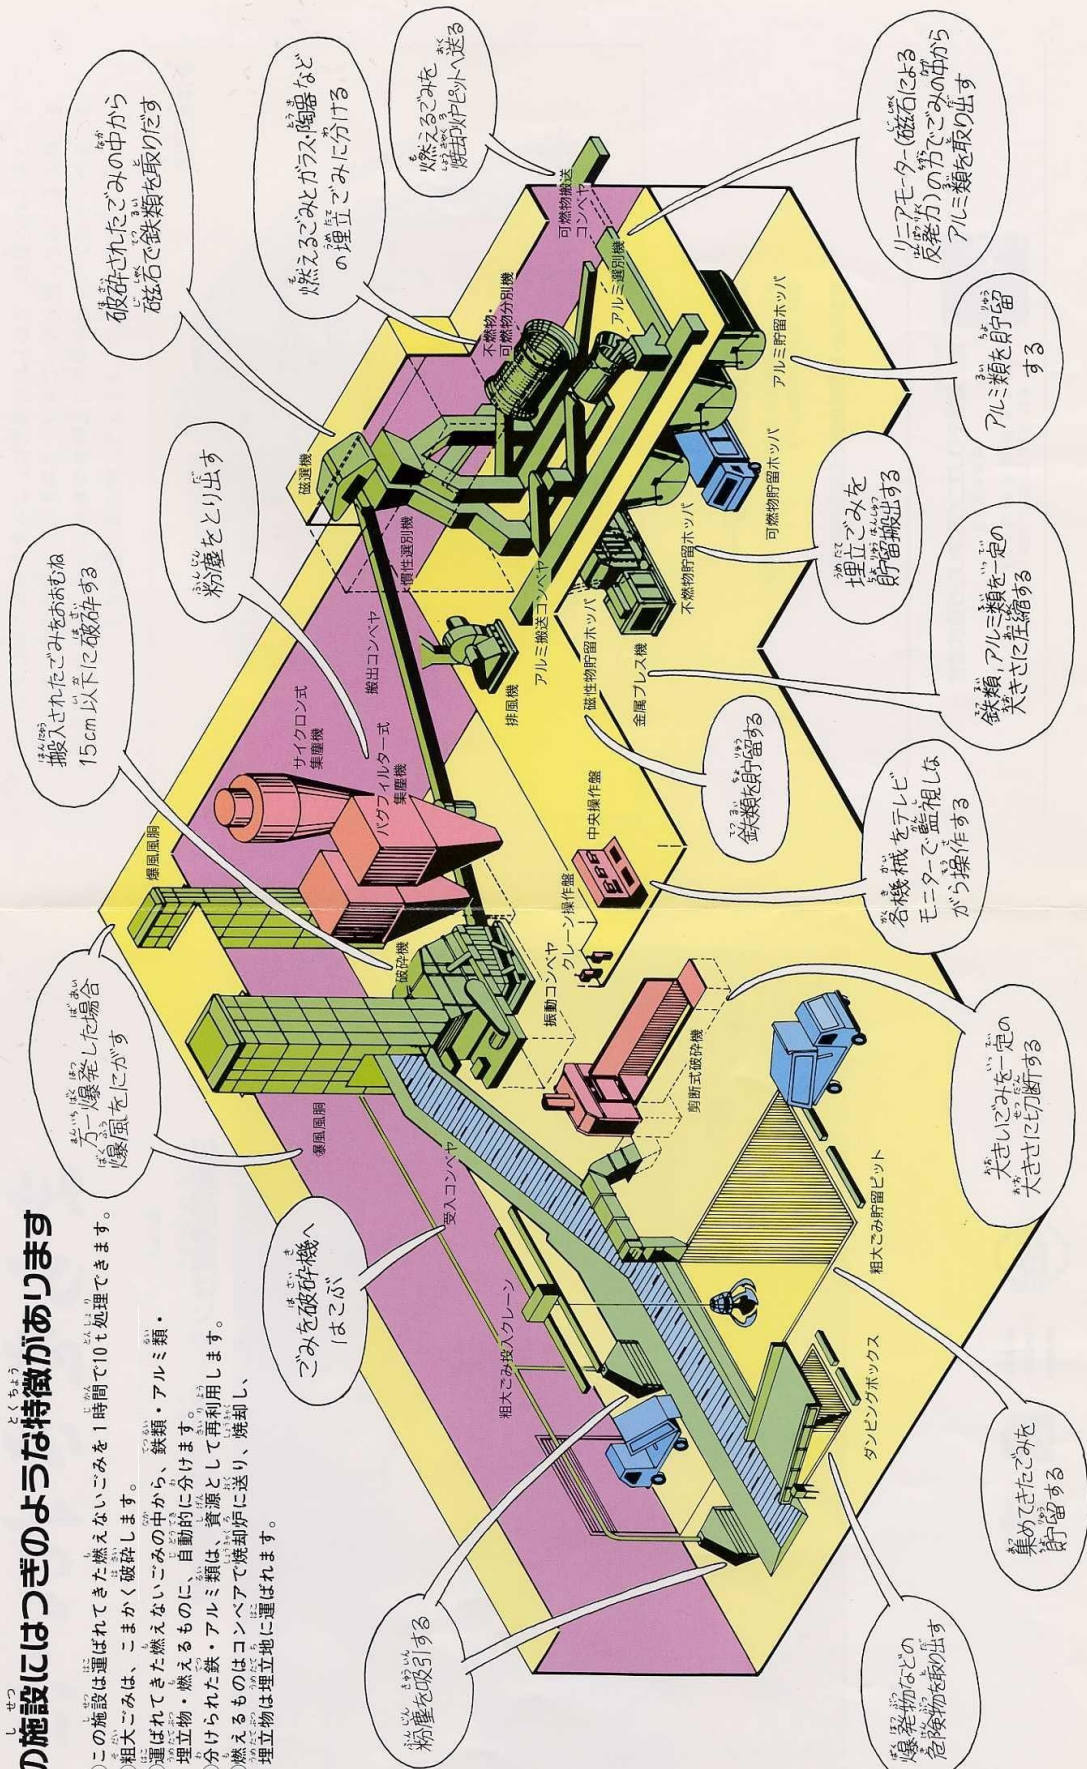 の施設にはつぎのような特徴があります
この施設は運ばれてきた燃えないごみを1時間で10t処理できます。
粗大ごみは、こまかく破砕します。
運ばれてきた燃えないごみの中から、鉄類・アルミ類・
埋立物・燃えるものに、自動的に分けます。
分けられた鉄・アルミ類は、資源として再利用します。
燃えるものはコンベアで焼却炉に送り、焼却し、
埋立物は埋立地に運ばれます。
万一爆発した場合
爆風をにがす
搬入されたごみをおおむね
15cm以下に破砕する
粉塵をとり出す
破砕されたごみの中から
磁石で鉄類を取りだす
燃えるごみとガラス・陶器など
の埋立ごみに分ける
燃えるごみを
焼却炉ピットへ送る
リニアモーター(磁石による
反発力)の力でごみの中から
アルミ類を取り出す
アルミ類を貯留
する
埋立ごみを
貯留搬出する
鉄類,アルミ類を一定の
大きさに圧縮する
鉄類を貯留する
各機械をテレビ
モニターで監視しな
がら操作する
大きいごみを一定の
大きさに切断する
集めてきたごみを
貯留する
爆発物などの
危険物を取り出す
粉塵を吸引する
ごみを破砕機へ
はこぶ
爆風風胴
爆風風胴
サイクロン式
集塵機
バグフィルター式
集塵機
搬出コンベヤ
磁選機
慣性選別機
不燃物・
可燃物分別機
可燃物搬送
コンベヤ
アルミ選別機
アルミ貯留ホッパ
可燃物貯留ホッパ
不燃物貯留ホッパ
アルミ搬送コンベヤ
磁性物貯留ホッパ
金属プレス機
排風機
破砕機
振動コンベヤ
クレーン操作盤
中央操作盤
剪断式破砕機
受入コンベヤ
粗大ごみ投入クレーン
粗大ごみ貯留ピット
ダンピングボックス